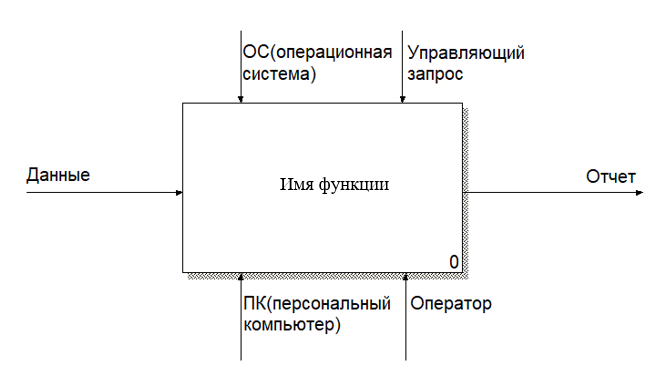 ОС(операционная
система)
Управляющий
запрос
Данные
Имя функции
Отчет
0
ПК(персональный
компьютер)
Оператор